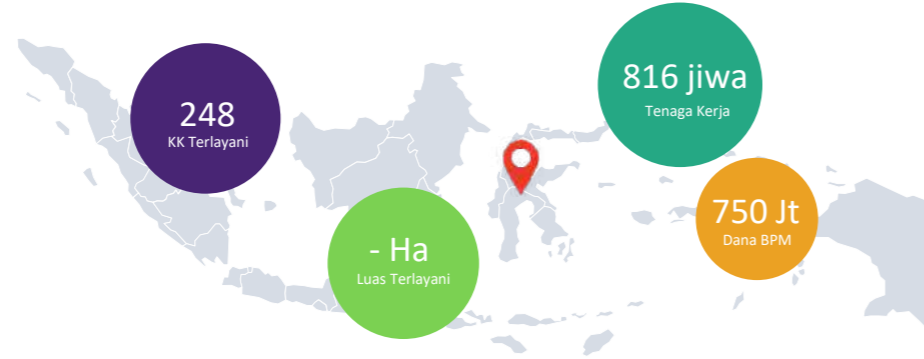 248
KK Terlayani
- Ha
Luas Terlayani
816 jiwa
Tenaga Kerja
750 Jt
Dana BPM